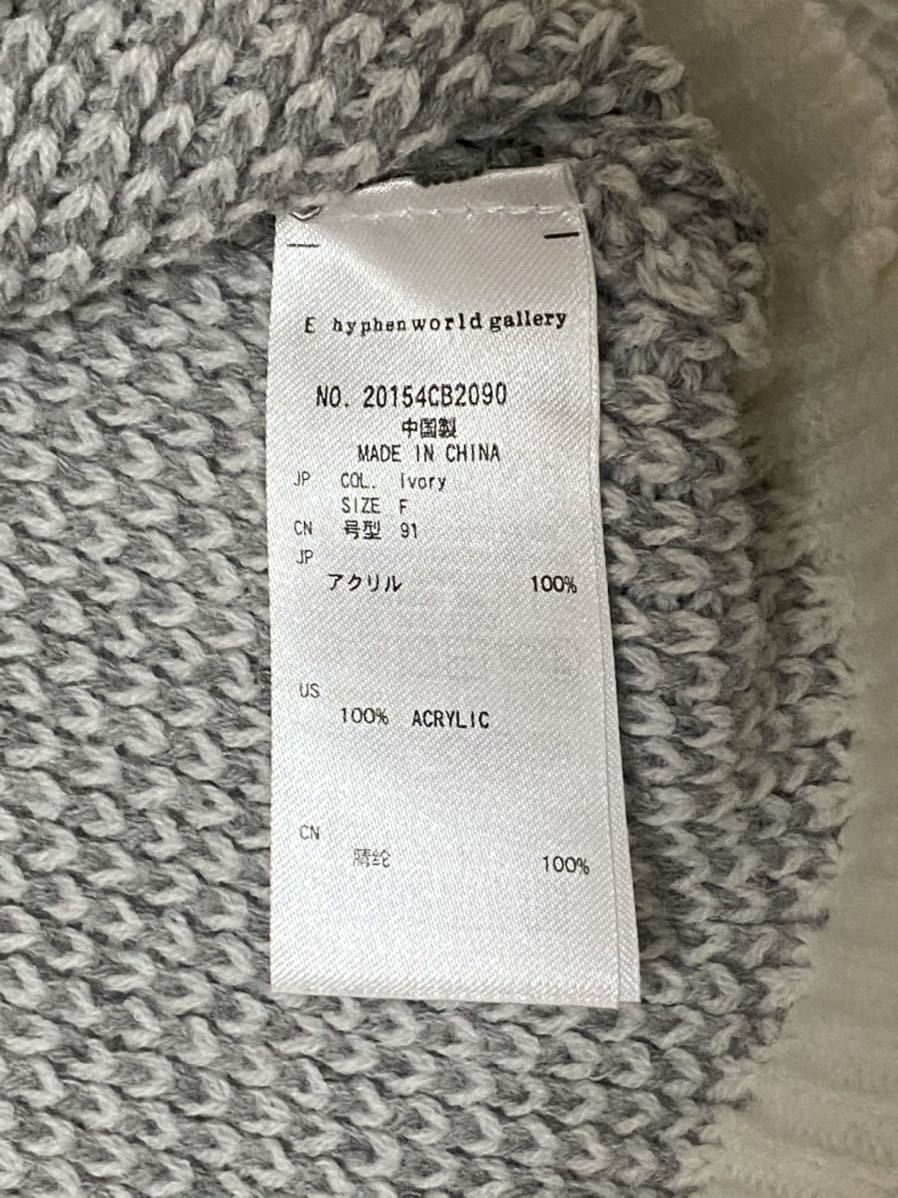 E hyphen world gallery
NO. 20154CB2090
中国製
MADE IN CHINA
JP COL. Ivory
SIZE F
CN 号型 91
JP
アクリル 100%
US
100% ACRYLIC
CN
腈纶 100%